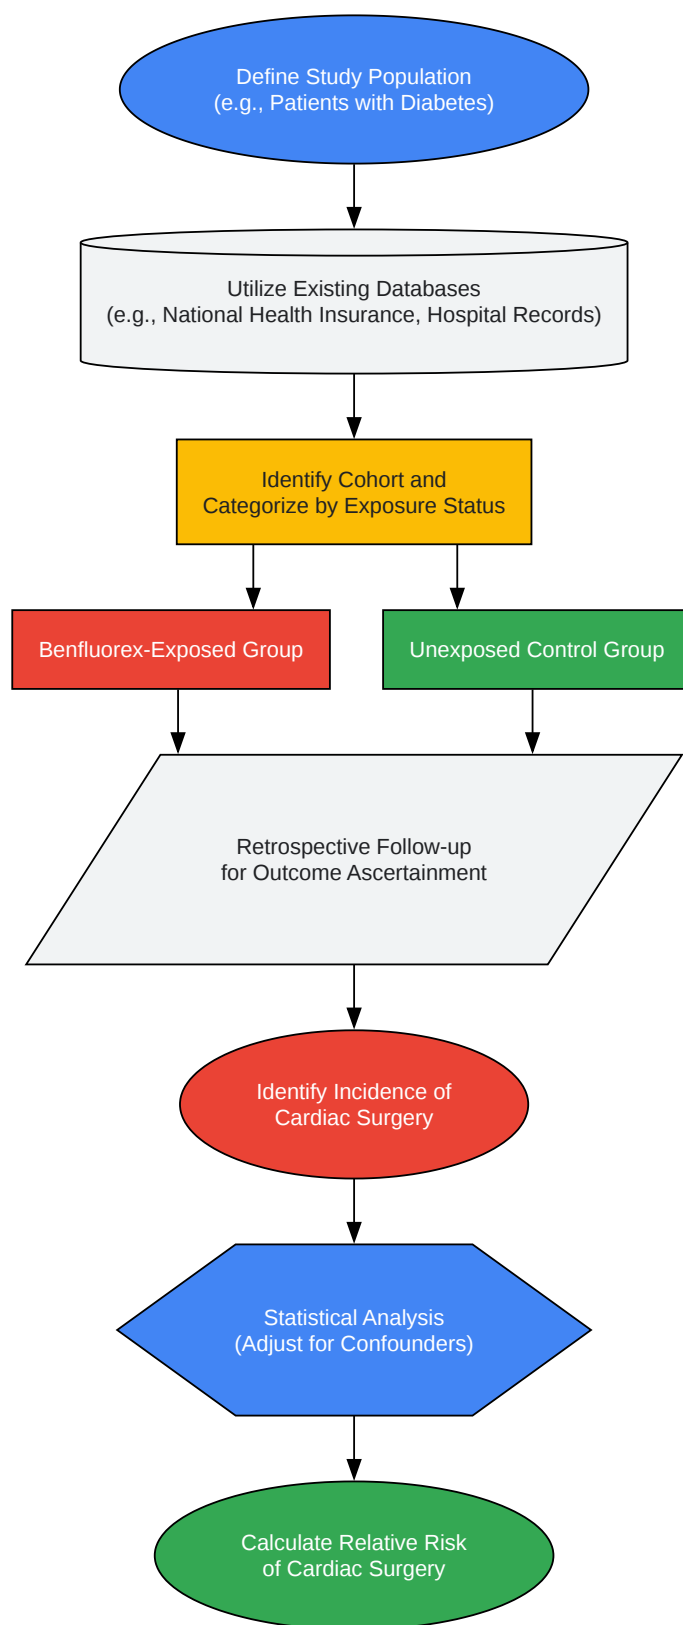 Define Study Population
(e.g., Patients with Diabetes)
Utilize Existing Databases
(e.g., National Health Insurance, Hospital Records)
Identify Cohort and
Categorize by Exposure Status
Benfluorex-Exposed Group
Unexposed Control Group
Retrospective Follow-up
for Outcome Ascertainment
Identify Incidence of
Cardiac Surgery
Statistical Analysis
(Adjust for Confounders)
Calculate Relative Risk
of Cardiac Surgery